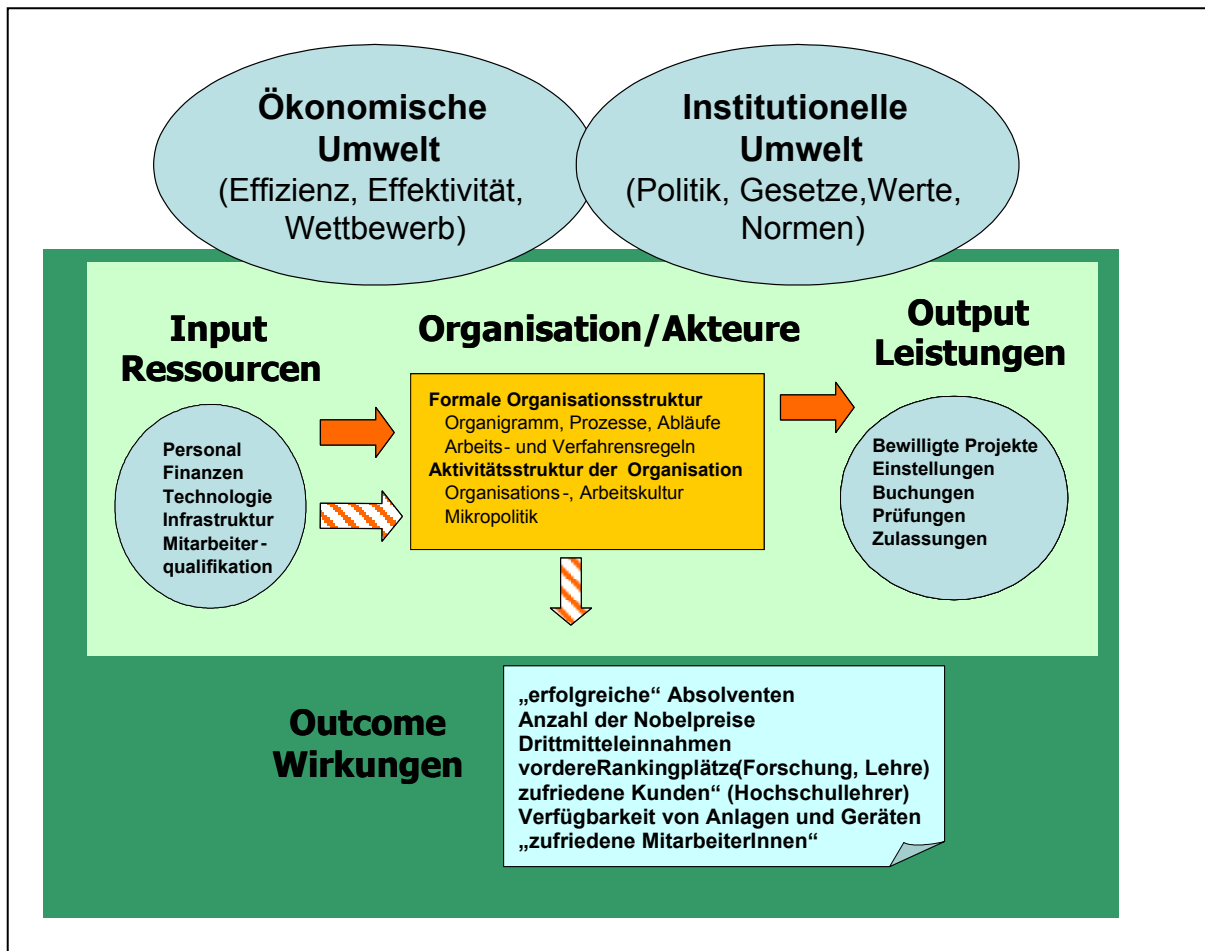 Ökonomische
Umwelt
(Effizienz, Effektivität,
Wettbewerb)
Institutionelle
Umwelt
(Politik, Gesetze,Werte,
Normen)
Input
Ressourcen
Personal
Finanzen
Technologie
Infrastruktur
Mitarbeiter-
qualifikation
Organisation/Akteure
Formale Organisationsstruktur
Organigramm, Prozesse, Abläufe
Arbeits- und Verfahrensregeln
Aktivitätsstruktur der Organisation
Organisations-, Arbeitskultur
Mikropolitik
Output
Leistungen
Bewilligte Projekte
Einstellungen
Buchungen
Prüfungen
Zulassungen
Outcome
Wirkungen
„erfolgreiche“ Absolventen
Anzahl der Nobelpreise
Drittmitteleinnahmen
vordereRankingplätze(Forschung, Lehre)
zufriedene Kunden“ (Hochschullehrer)
Verfügbarkeit von Anlagen und Geräten
„zufriedene MitarbeiterInnen“